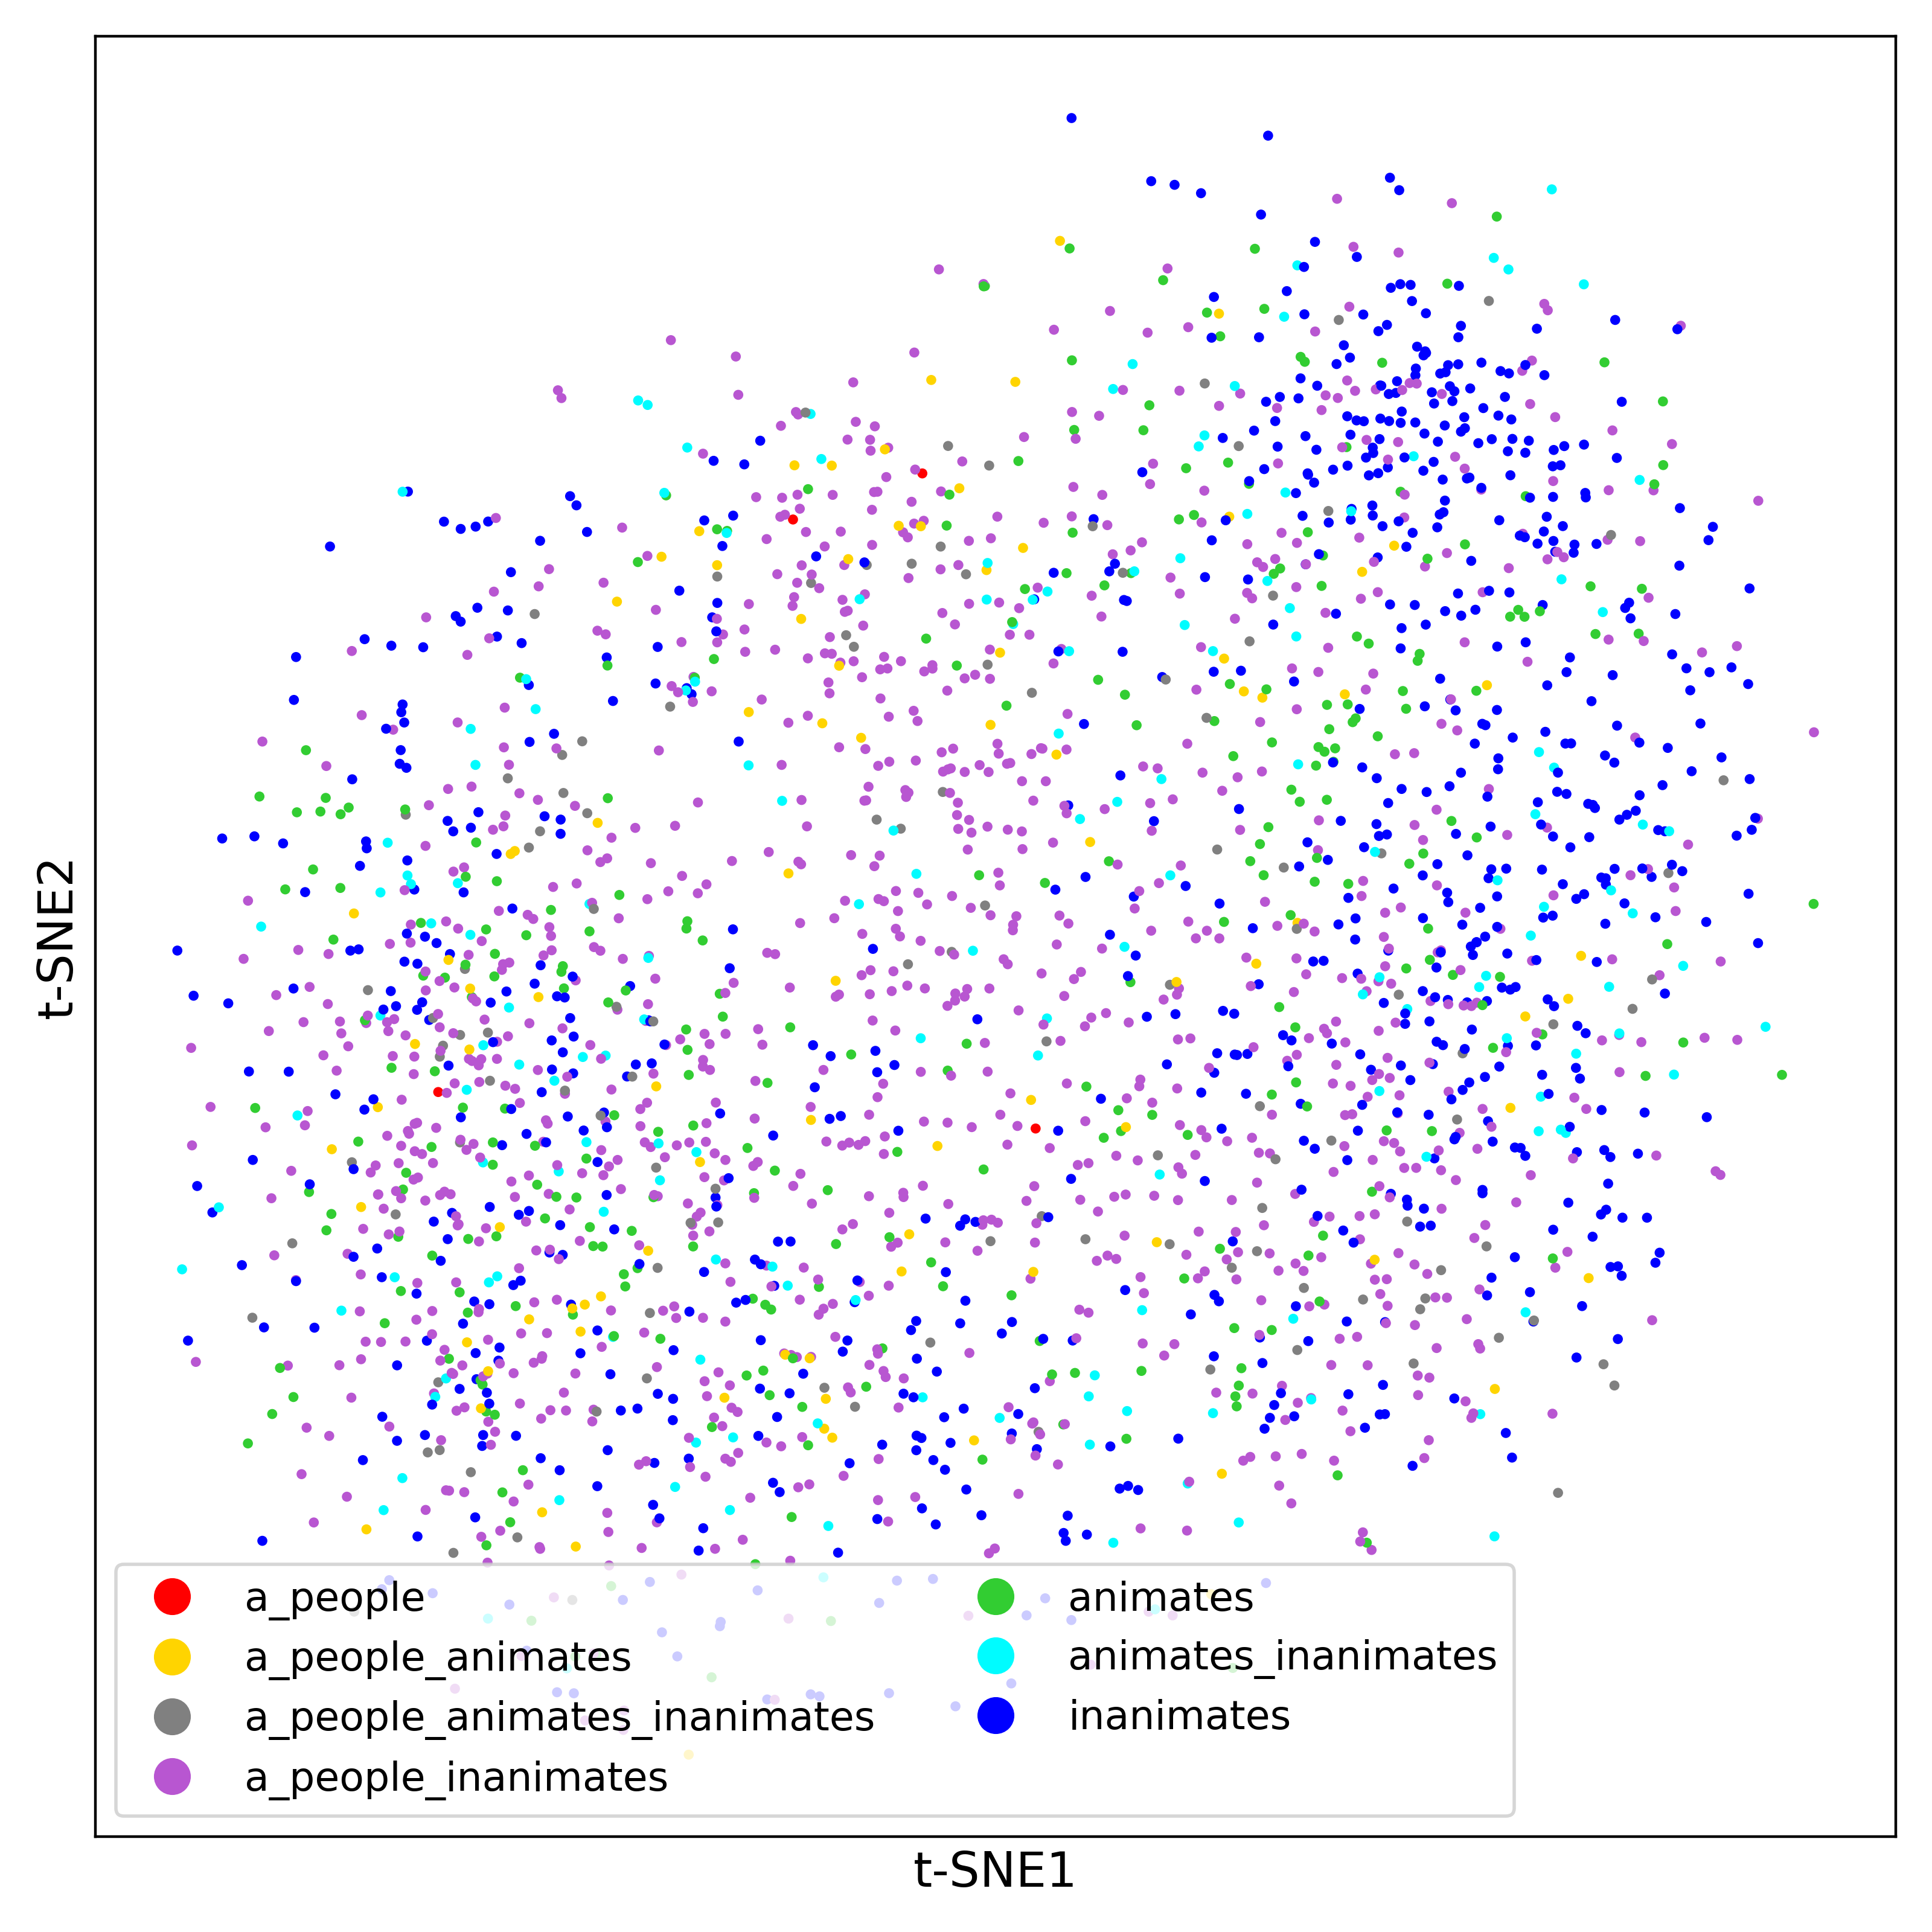 t-SNE2
a_people
a_people_animates
a_people_animates_inanimates
a_people_inanimates
animates
animates_inanimates
inanimates
t-SNE1